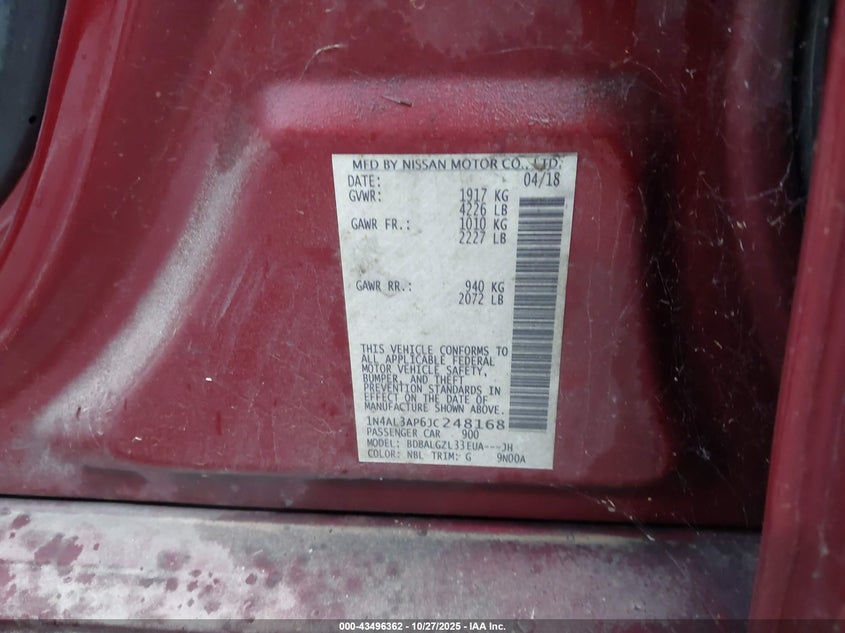 MFD BY NISSAN MOTOR CO., LTD.
DATE: 04/18
GVWR: 1917 KG
4226 LB
GAWR FR.: 1010 KG
2227 LB
GAWR RR.: 940 KG
2072 LB
THIS VEHICLE CONFORMS TO
ALL APPLICABLE FEDERAL
MOTOR VEHICLE SAFETY,
BUMPER, AND THEFT
PREVENTION STANDARDS IN
EFFECT ON THE DATE OF
MANUFACTURE SHOWN ABOVE.
1N4AL3AP6JC248168
PASSENGER CAR 900
MODEL: BDBALGZL33EUA---JH
COLOR: NBL TRIM: G 9N00A
000-43496362 | 10/27/2025 | IAA Inc.